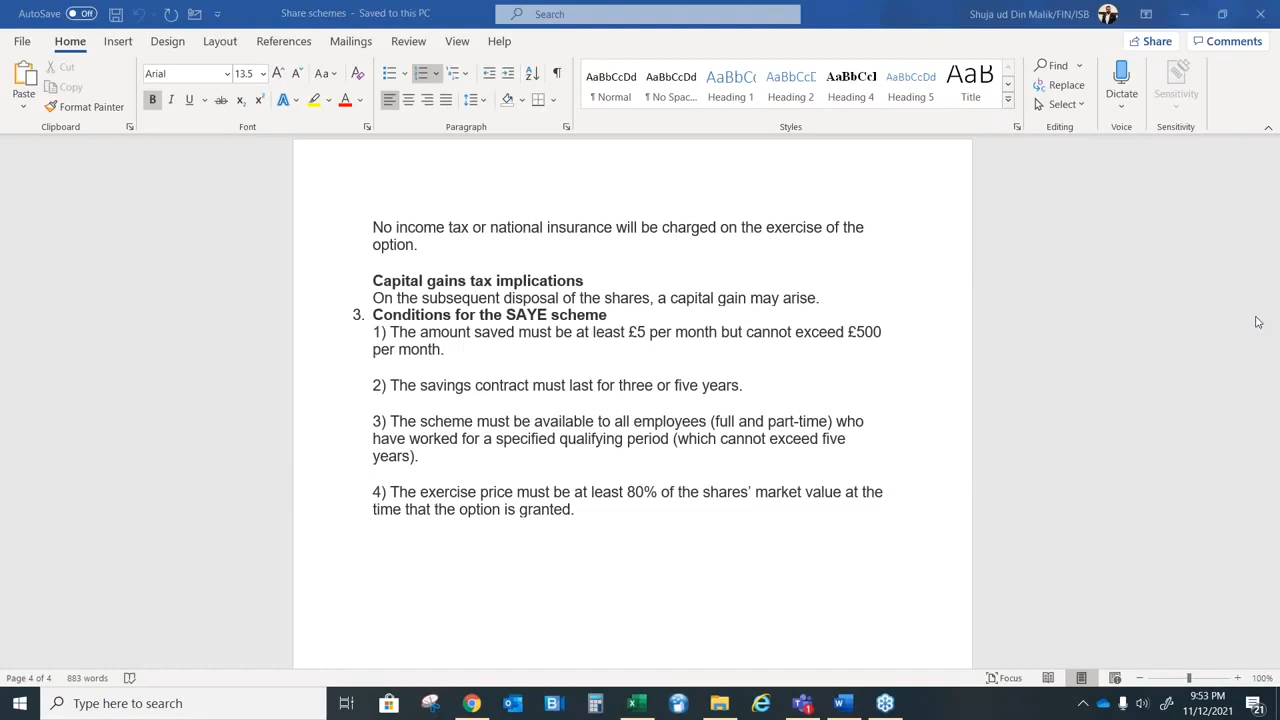 AutoSave Off Share schemes - Saved to this PC Search Shuja ud Din Malik/FIN/ISB
File Home Insert Design Layout References Mailings Review View Help Share Comments
Paste Cut Copy Format Painter
Arial 13.5
AaBbCcDd AaBbCcDd AaBbCc AaBbCcE AaBbCcI AaBbCcDd AaB
¶ Normal ¶ No Spac... Heading 1 Heading 2 Heading 4 Heading 5 Title
Find Replace Select Dictate Sensitivity
Clipboard Font Paragraph Styles Editing Voice Sensitivity
No income tax or national insurance will be charged on the exercise of the
option.
Capital gains tax implications
On the subsequent disposal of the shares, a capital gain may arise.
3. Conditions for the SAYE scheme
1) The amount saved must be at least £5 per month but cannot exceed £500
per month.
2) The savings contract must last for three or five years.
3) The scheme must be available to all employees (full and part-time) who
have worked for a specified qualifying period (which cannot exceed five
years).
4) The exercise price must be at least 80% of the shares’ market value at the
time that the option is granted.
Page 4 of 4 883 words Focus 100%
Type here to search 9:53 PM
11/12/2021 21